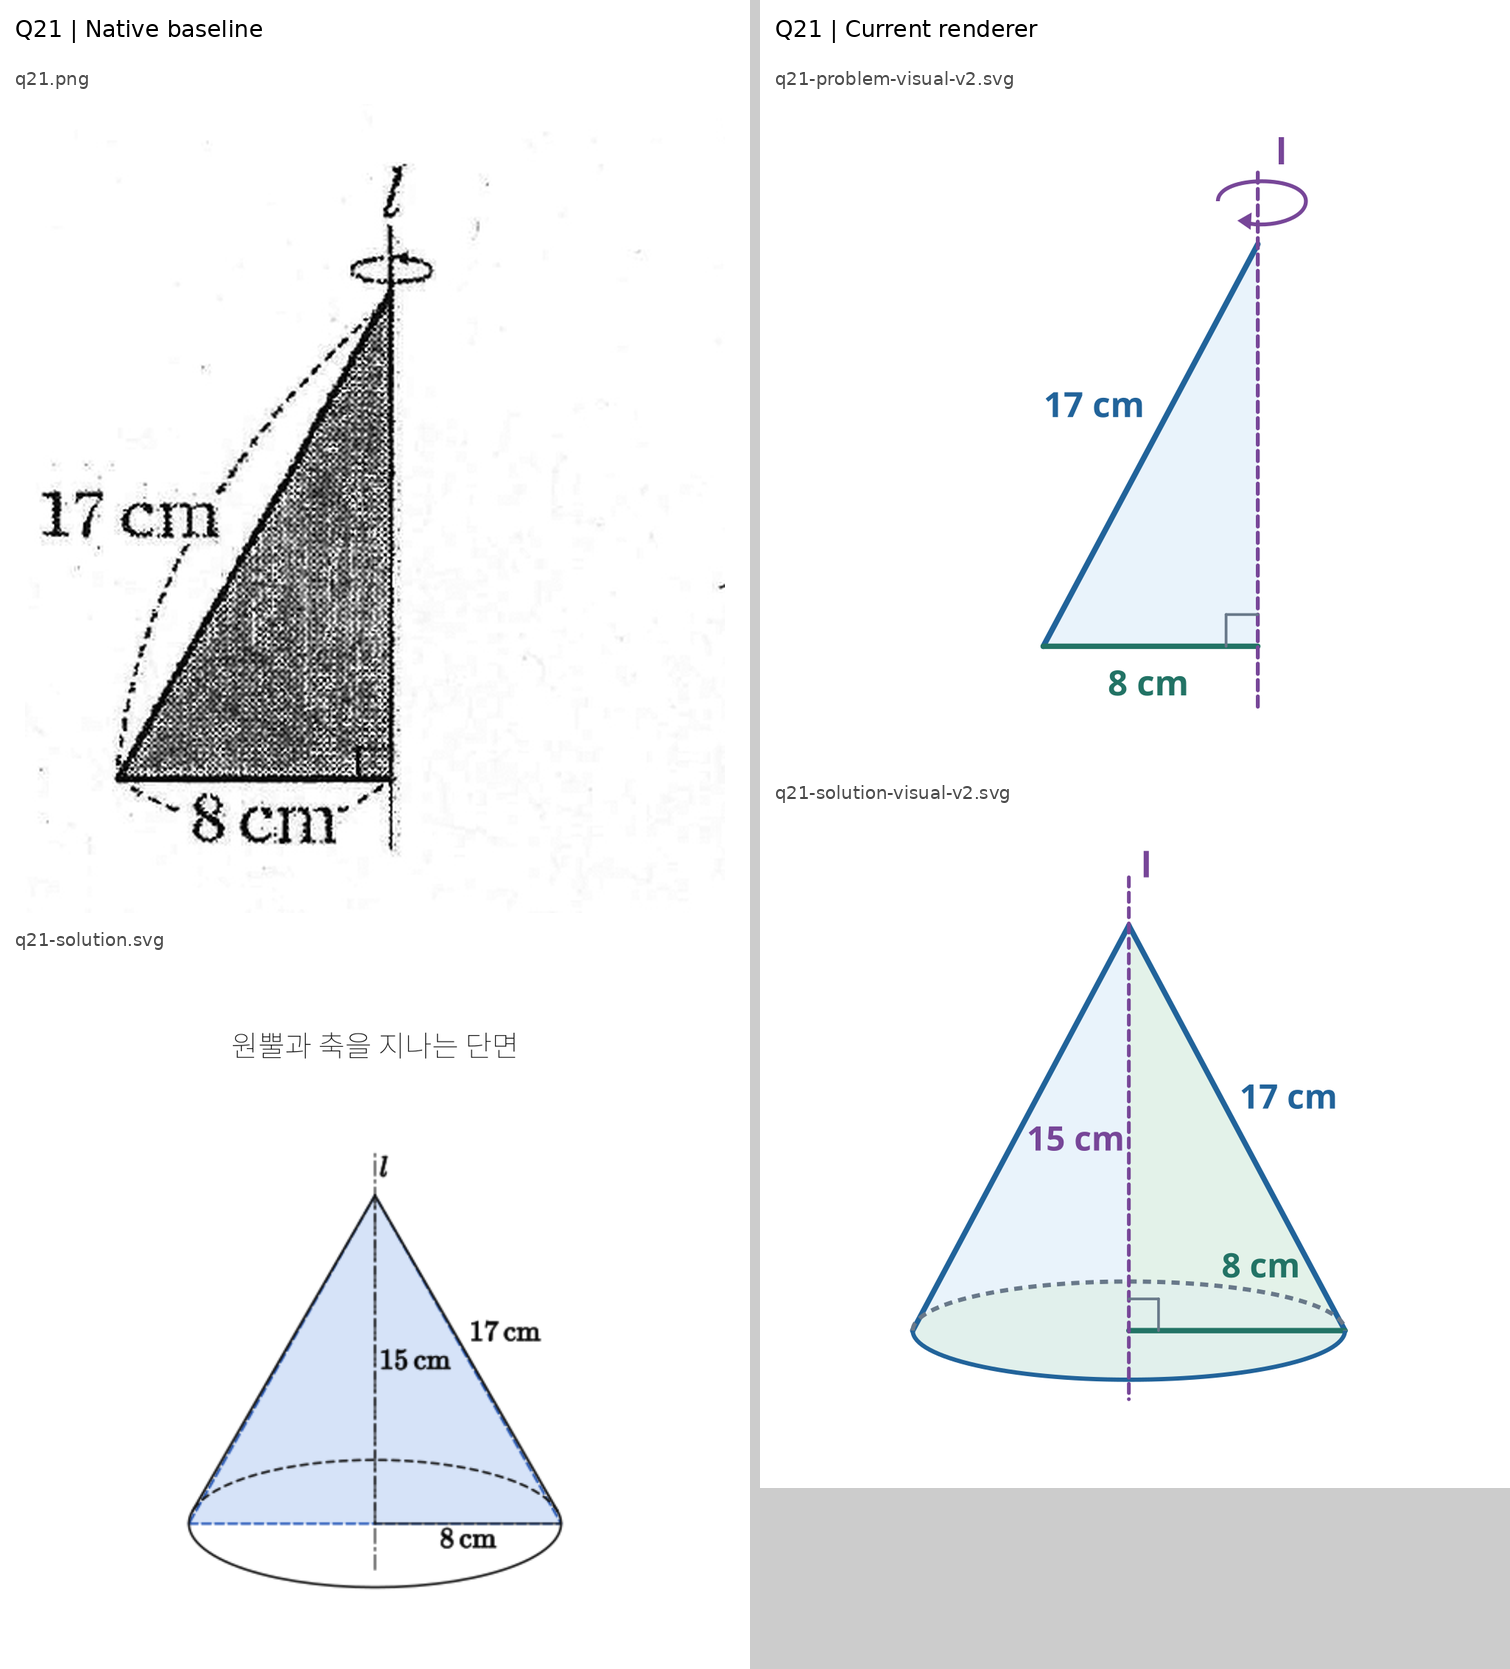 Q21 | Native baseline
q21.png
l
17 cm
8 cm
q21-solution.svg
원뿔과 축을 지나는 단면
l
17 cm
15 cm
8 cm
Q21 | Current renderer
q21-problem-visual-v2.svg
l
17 cm
8 cm
q21-solution-visual-v2.svg
l
17 cm
15 cm
8 cm